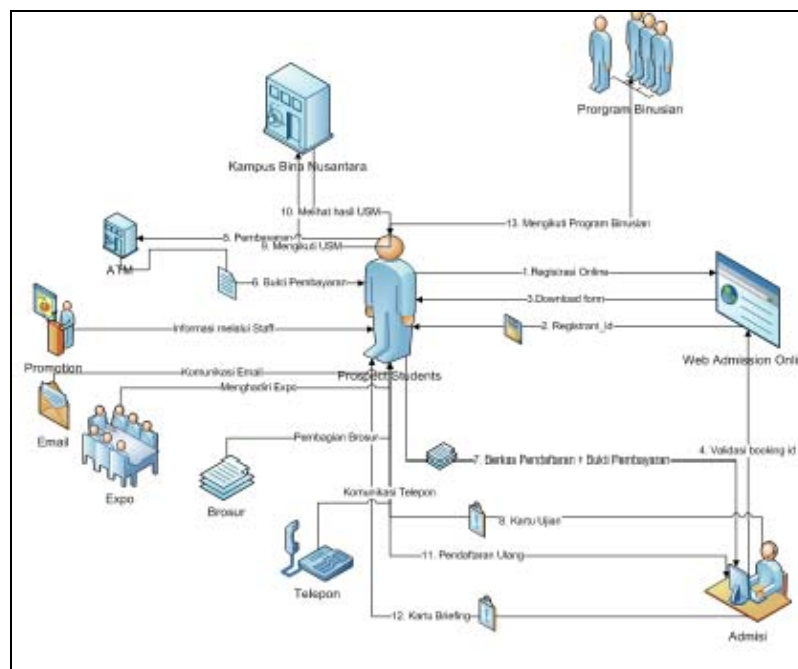 Prorgram Binusian
Kampus Bina Nusantara
10. Melihat hasil USM
13. Mengikuti Program Binusian
5. Pembayaran
9. Mengikuti USM
ATM
6. Bukti Pembayaran
1.Registrasi Online
3.Download form
2. Registrant_Id
Informasi melalui Staff
Promotion
Prospect Students
Web Admission Onli
Komunikasi Email
Menghadiri Expo
Email
Pembagian Brosur
4. Validasi booking id
7. Berkas Pendaftaran + Bukti Pembayaran
Expo
Brosur
Komunikasi Telepon
8. Kartu Ujian
11. Pendaftaran Ulang
Telepon
12. Kartu Briefing
Admisi